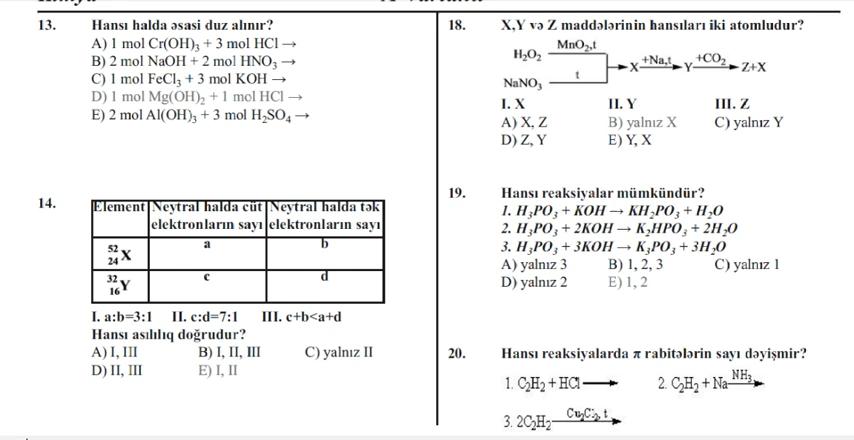 13. Hansı halda əsasi duz alınır?
A) 1 mol Cr(OH)₃ + 3 mol HCl →
B) 2 mol NaOH + 2 mol HNO₃ →
C) 1 mol FeCl₃ + 3 mol KOH →
D) 1 mol Mg(OH)₂ + 1 mol HCl →
E) 2 mol Al(OH)₃ + 3 mol H₂SO₄ →
14.
Element Neytral halda cüt elektronların sayı Neytral halda tək elektronların sayı
⁵²₂₄X a b
³²₁₆Y c d
I. a:b=3:1 II. c:d=7:1 III. c+b<a+d
Hansı asılılıq doğrudur?
A) I, III B) I, II, III C) yalnız II
D) II, III E) I, II
18. X,Y və Z maddələrinin hansıları iki atomludur?
H₂O₂ MnO₂,t
X +Na,t Y +CO₂ Z+X
NaNO₃ t
I. X II. Y III. Z
A) X, Z B) yalnız X C) yalnız Y
D) Z, Y E) Y, X
19. Hansı reaksiyalar mümkündür?
1. H₃PO₃ + KOH → KH₂PO₃ + H₂O
2. H₃PO₃ + 2KOH → K₂HPO₃ + 2H₂O
3. H₃PO₃ + 3KOH → K₃PO₃ + 3H₂O
A) yalnız 3 B) 1, 2, 3 C) yalnız 1
D) yalnız 2 E) 1, 2
20. Hansı reaksiyalarda π rabitələrin sayı dəyişmir?
1. C₂H₂ + HCl → 2. C₂H₂ + Na NH₃ →
3. 2C₂H₂ t →